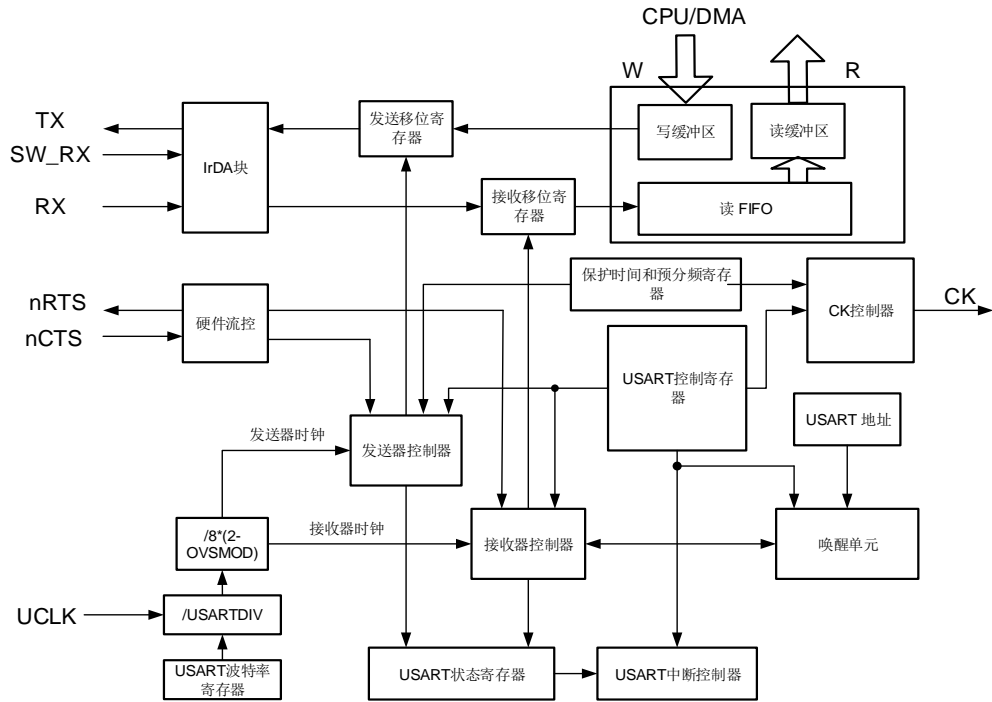 CPU/DMA
W
R
TX
SW_RX
RX
IrDA块
发送移位寄
存器
写缓冲区
读缓冲区
接收移位寄
存器
读 FIFO
nRTS
nCTS
硬件流控
保护时间和预分频寄存
器
CK控制器
CK
USART控制寄存
器
USART 地址
发送器时钟
发送器控制器
/8*(2-
OVSMOD)
接收器时钟
接收器控制器
唤醒单元
UCLK
/USARTDIV
USART波特率
寄存器
USART状态寄存器
USART中断控制器